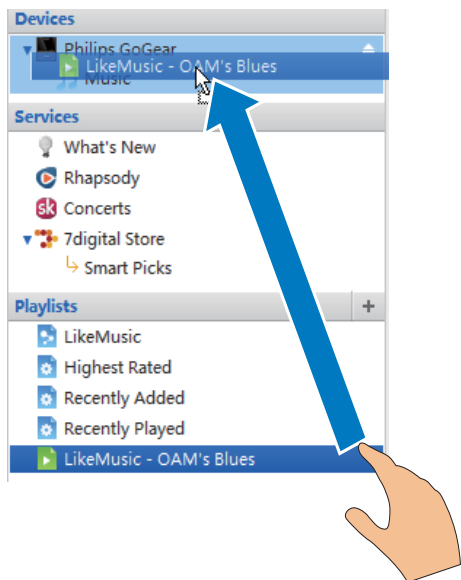 Devices
Philips GoGear
LikeMusic - OAM's Blues
Music
Services
What's New
Rhapsody
sk Concerts
7digital Store
Smart Picks
Playlists +
LikeMusic
Highest Rated
Recently Added
Recently Played
LikeMusic - OAM's Blues